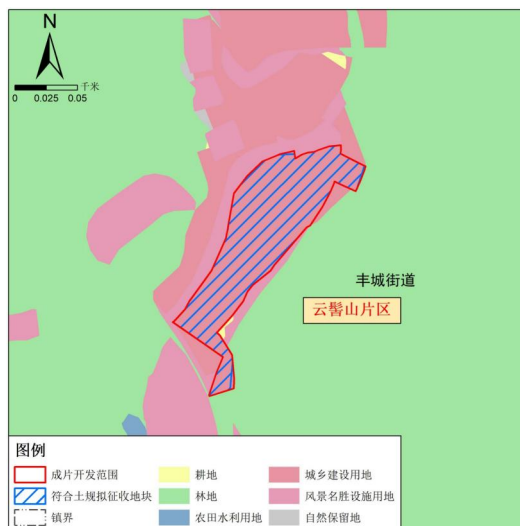 N
千米
0 0.025 0.05
丰城街道
云髻山片区
图例
成片开发范围
耕地
城乡建设用地
符合土规拟征收地块
林地
风景名胜设施用地
镇界
农田水利用地
自然保留地